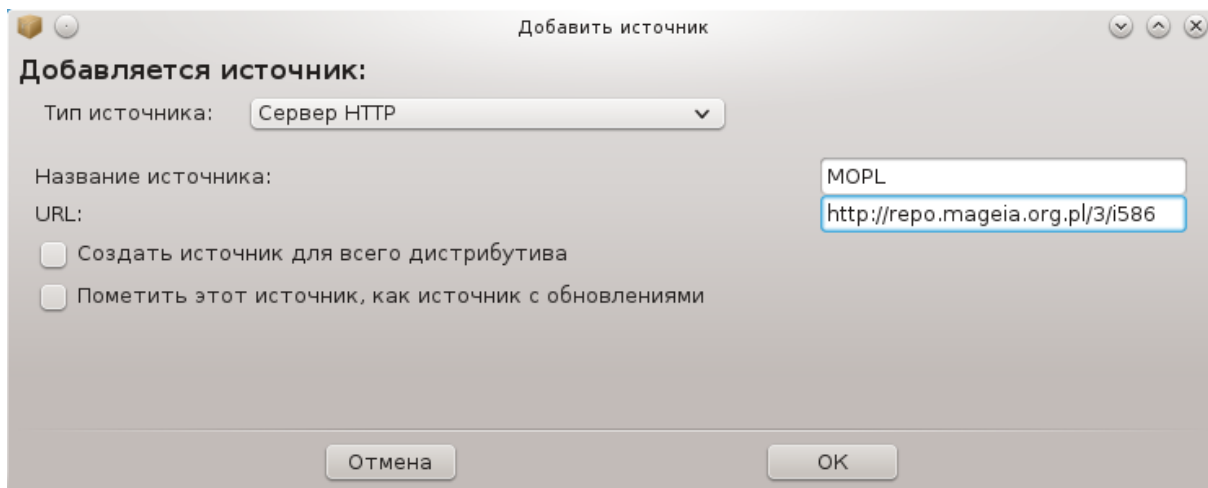 Добавить источник
Добавляется источник:
Тип источника: Сервер HTTP
Название источника: MOPL
URL: http://repo.mageia.org.pl/3/i586
Создать источник для всего дистрибутива
Пометить этот источник, как источник с обновлениями
Отмена OK